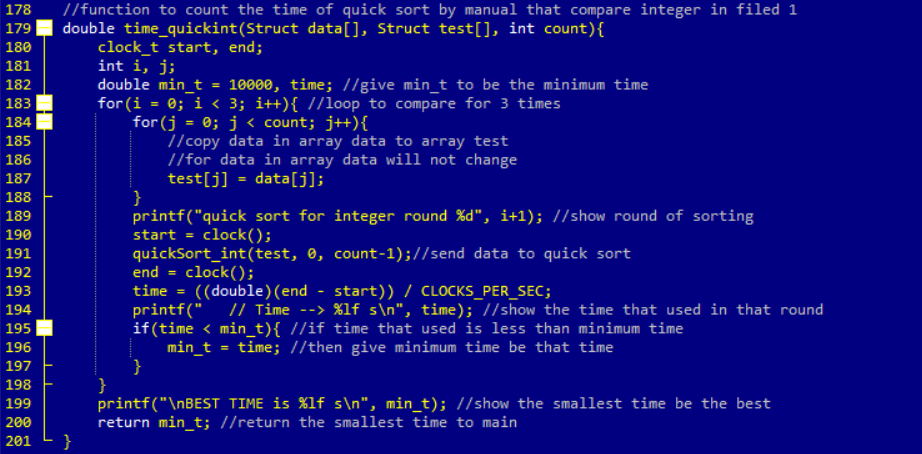 178 //function to count the time of quick sort by manual that compare integer in filed 1
179 double time_quickint(Struct data[], Struct test[], int count){
180 clock_t start, end;
181 int i, j;
182 double min_t = 10000, time; //give min_t to be the minimum time
183 for(i = 0; i < 3; i++){ //loop to compare for 3 times
184 for(j = 0; j < count; j++){
185 //copy data in array data to array test
186 //for data in array data will not change
187 test[j] = data[j];
188 }
189 printf("quick sort for integer round %d", i+1); //show round of sorting
190 start = clock();
191 quickSort_int(test, 0, count-1);//send data to quick sort
192 end = clock();
193 time = ((double)(end - start)) / CLOCKS_PER_SEC;
194 printf("   // Time --> %lf s\n", time); //show the time that used in that round
195 if(time < min_t){ //if time that used is less than minimum time
196 min_t = time; //then give minimum time be that time
197 }
198 }
199 printf("\nBEST TIME is %lf s\n", min_t); //show the smallest time be the best
200 return min_t; //return the smallest time to main
201 }